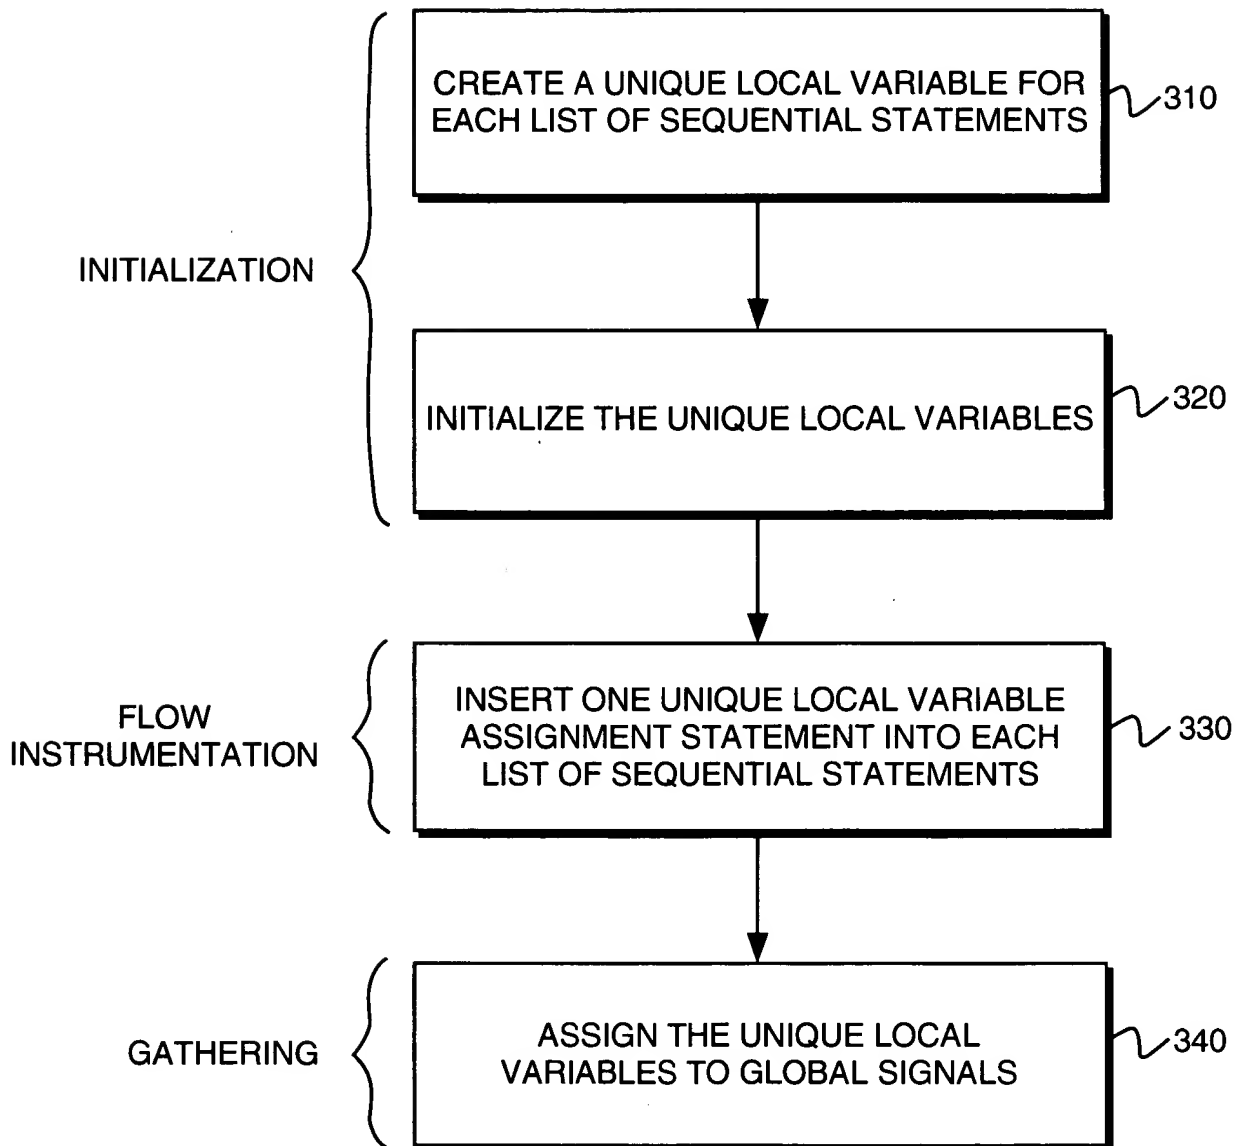 CREATE A UNIQUE LOCAL VARIABLE FOR
EACH LIST OF SEQUENTIAL STATEMENTS
310
INITIALIZATION
INITIALIZE THE UNIQUE LOCAL VARIABLES
320
FLOW
INSTRUMENTATION
INSERT ONE UNIQUE LOCAL VARIABLE
ASSIGNMENT STATEMENT INTO EACH
LIST OF SEQUENTIAL STATEMENTS
330
GATHERING
ASSIGN THE UNIQUE LOCAL
VARIABLES TO GLOBAL SIGNALS
340